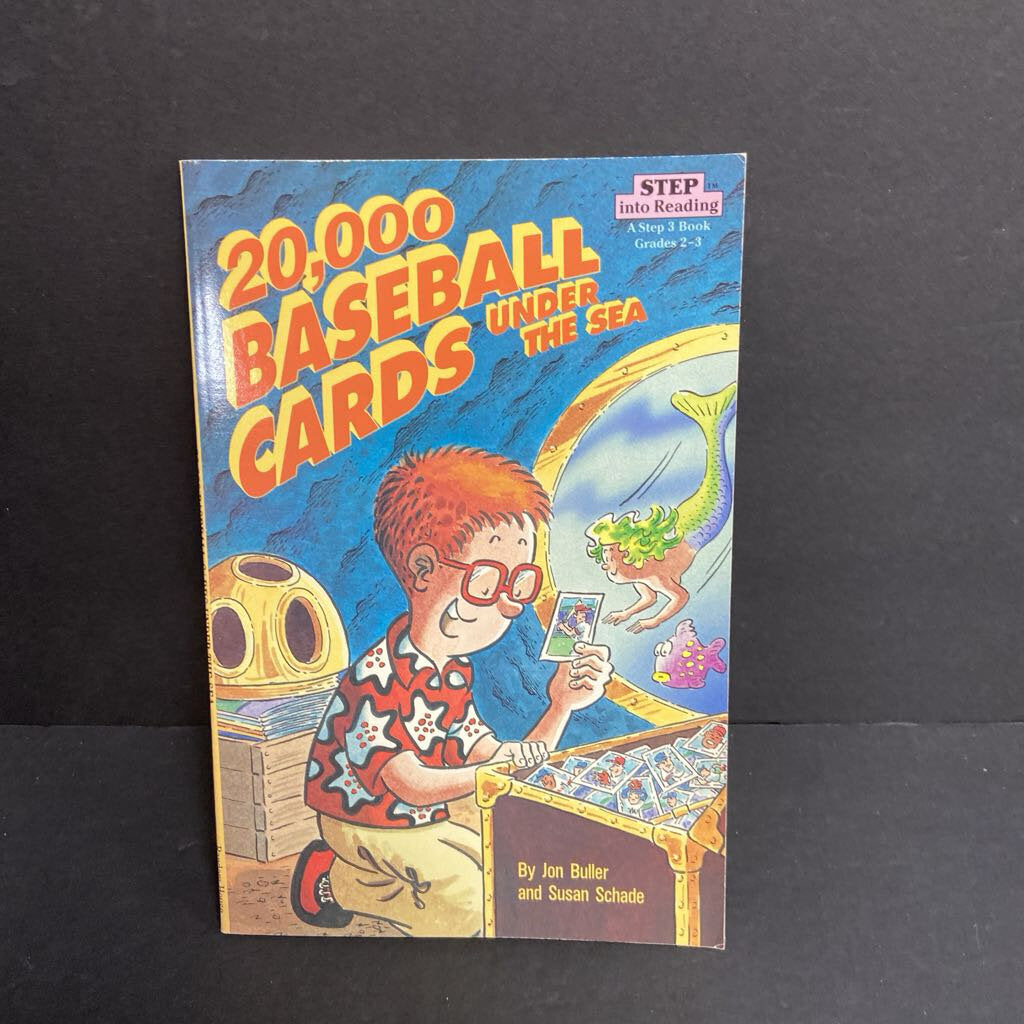 STEP™
into Reading
A Step 3 Book
Grades 2-3
20,000
BASEBALL
CARDS
UNDER
THE SEA
By Jon Buller
and Susan Schade